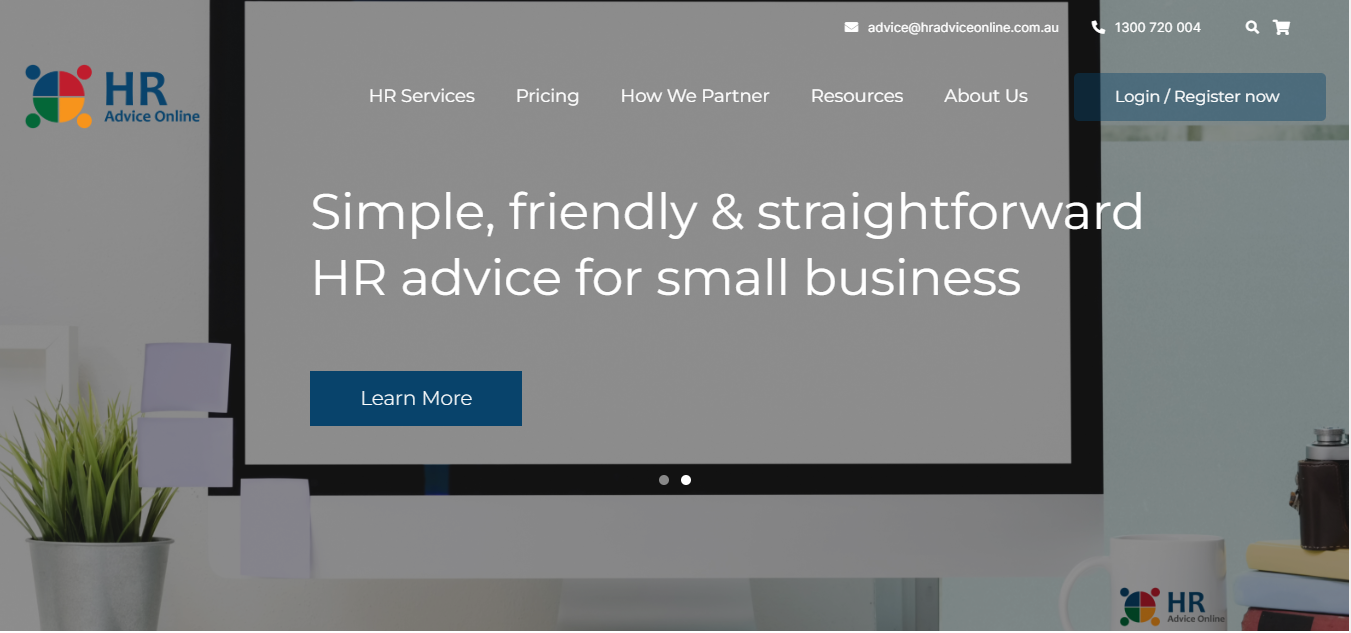 advice@hradviceonline.com.au 1300 720 004
HR
Advice Online
HR Services Pricing How We Partner Resources About Us Login / Register now
Simple, friendly & straightforward
HR advice for small business
Learn More
HR
Advice Online